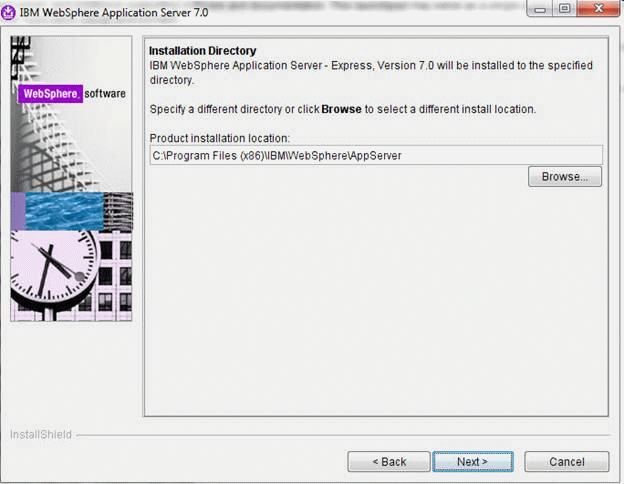 IBM WebSphere Application Server 7.0
WebSphere. software
Installation Directory
IBM WebSphere Application Server - Express, Version 7.0 will be installed to the specified
directory.
Specify a different directory or click Browse to select a different install location.
Product installation location:
C:\Program Files (x86)\IBM\WebSphere\AppServer
Browse...
InstallShield
< Back
Next >
Cancel